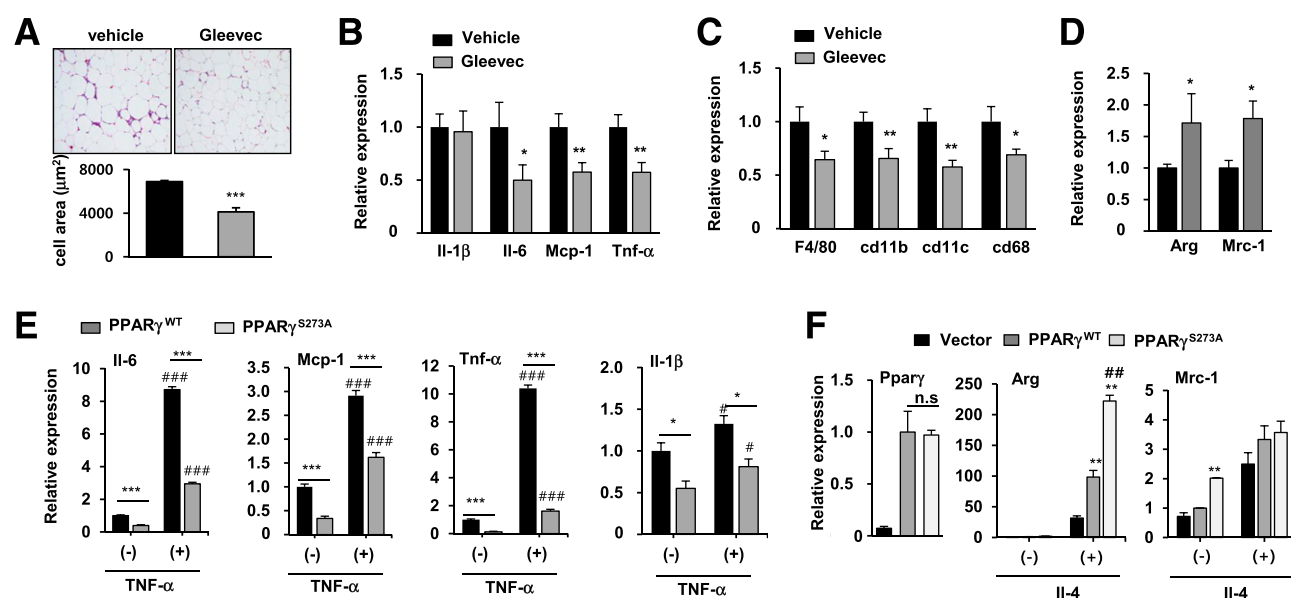 A
vehicle
Gleevec
cell area (μm²)
8000
4000
0
***
B
Vehicle
Gleevec
Relative expression
1.5
1.0
0.5
0
*
**
**
Il-1β
Il-6
Mcp-1
Tnf-α
C
Vehicle
Gleevec
Relative expression
1.5
1.0
0.5
0
*
**
**
*
F4/80
cd11b
cd11c
cd68
D
Relative expression
2.5
2.0
1.5
1.0
0.5
0
*
*
Arg
Mrc-1
E
PPARγ WT
PPARγ S273A
Relative expression
Il-6
10
8
6
4
2
0
***
###
***
###
(-)
(+)
TNF-α
Mcp-1
3.5
3.0
2.5
2.0
1.5
1.0
0.5
0
***
###
***
###
(-)
(+)
TNF-α
Tnf-α
12
10
8
6
4
2
0
***
###
***
###
(-)
(+)
TNF-α
Il-1β
2.0
1.5
1.0
0.5
0
*
#
*
#
(-)
(+)
TNF-α
F
Vector
PPARγWT
PPARγS273A
Relative expression
Pparγ
1.5
1.0
0.5
0
n.s
Arg
250
200
150
100
50
0
##
**
**
(-)
(+)
Il-4
Mrc-1
5
4
3
2
1
0
**
(-)
(+)
Il-4